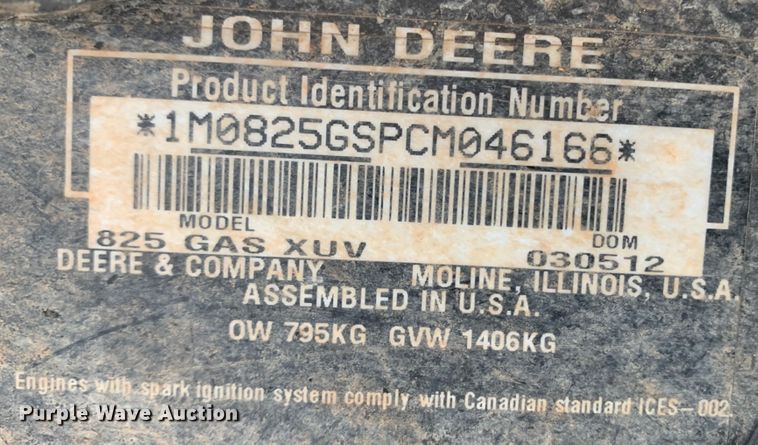 JOHN DEERE
Product Identification Number
*1M0825GSPCM046166*
MODEL DOM
825 GAS XUV 030512
DEERE & COMPANY, MOLINE, ILLINOIS, U.S.A.
ASSEMBLED IN U.S.A.
OW 795KG GVW 1406KG
Engines with spark ignition system comply with Canadian standard ICES-002.
Purple Wave Auction